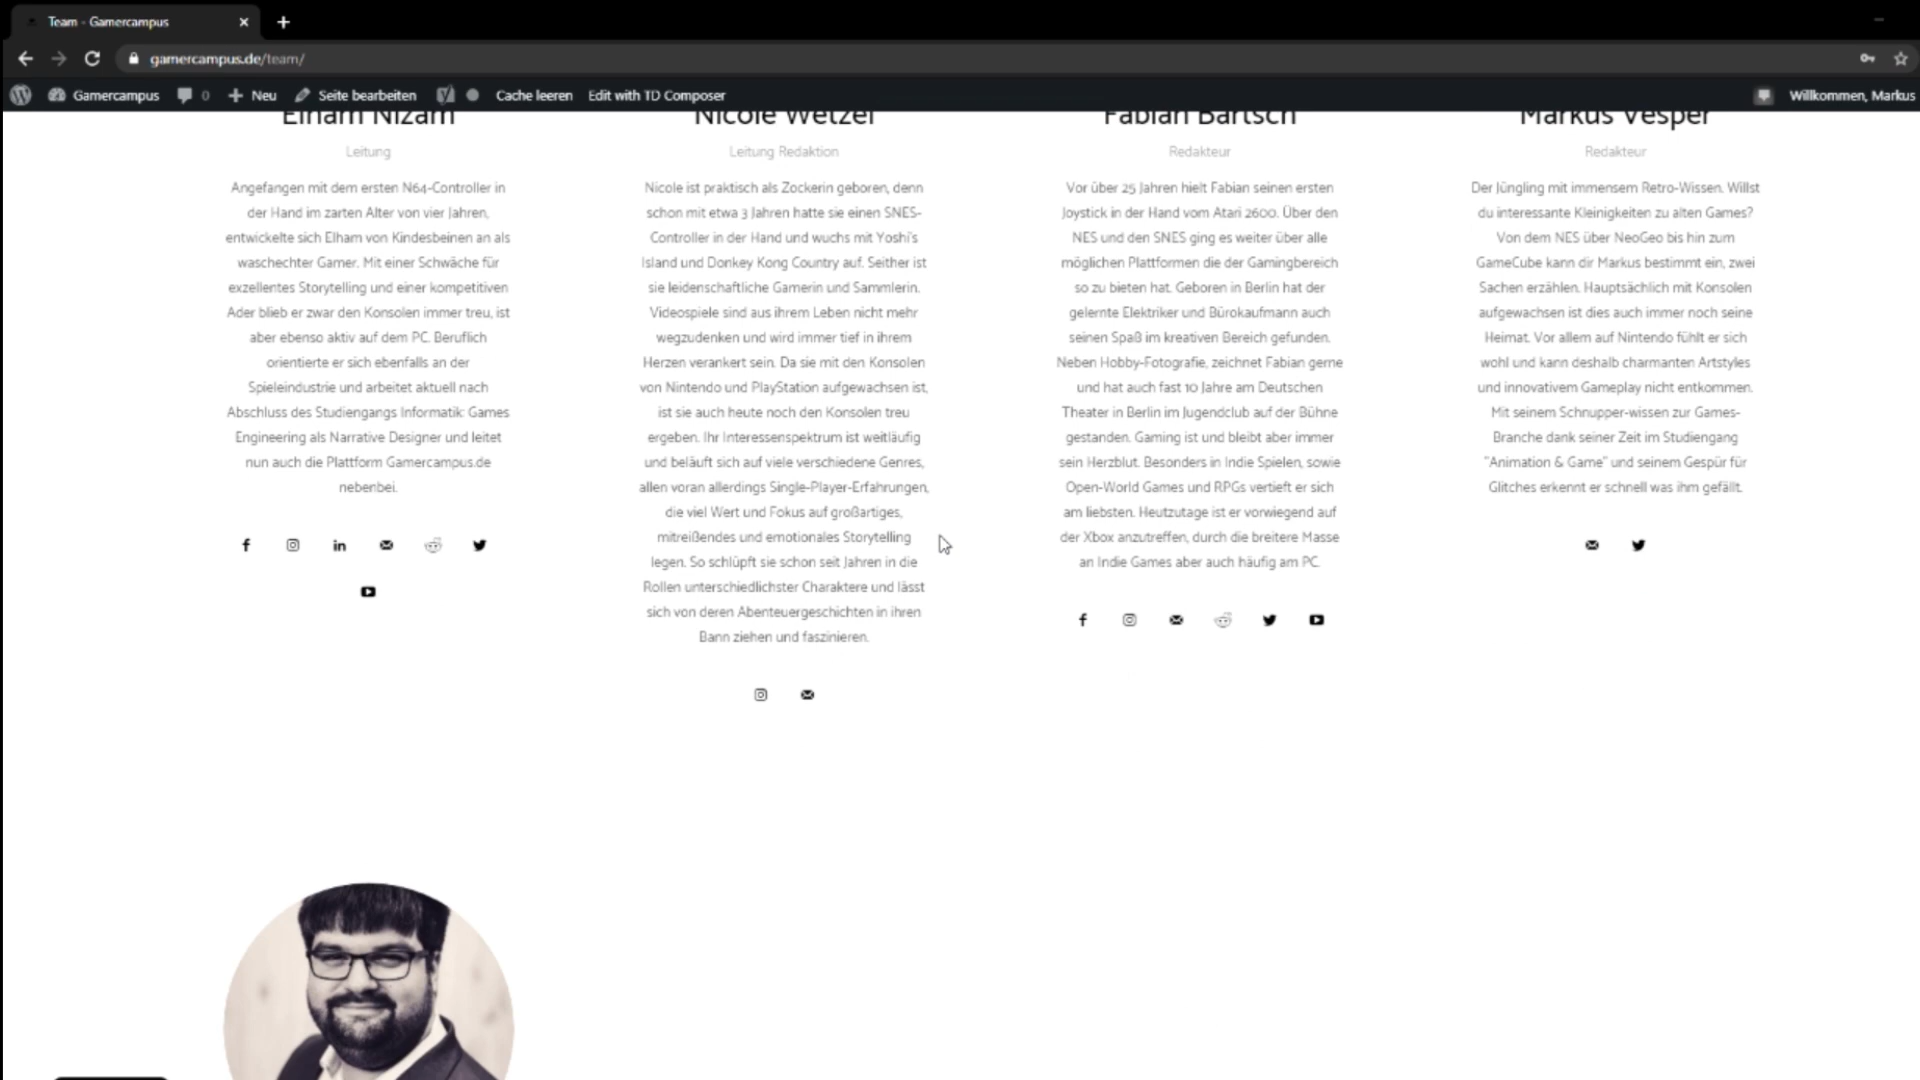 Team - Gamercampus
gamercampus.de/team/
Gamercampus 0 Neu Seite bearbeiten Cache leeren Edit with TD Composer Willkommen, Markus
Elham Nizam
Leitung
Angefangen mit dem ersten N64-Controller in
der Hand im zarten Alter von vier Jahren,
entwickelte sich Elham von Kindesbeinen an als
waschechter Gamer. Mit einer Schwäche für
exzellentes Storytelling und einer kompetitiven
Ader blieb er zwar den Konsolen immer treu, ist
aber ebenso aktiv auf dem PC. Beruflich
orientierte er sich ebenfalls an der
Spieleindustrie und arbeitet aktuell nach
Abschluss des Studiengangs Informatik: Games
Engineering als Narrative Designer und leitet
nun auch die Plattform Gamercampus.de
nebenbei.
Nicole Wetzel
Leitung Redaktion
Nicole ist praktisch als Zockerin geboren, denn
schon mit etwa 3 Jahren hatte sie einen SNES-
Controller in der Hand und wuchs mit Yoshi's
Island und Donkey Kong Country auf. Seither ist
sie leidenschaftliche Gamerin und Sammlerin.
Videospiele sind aus ihrem Leben nicht mehr
wegzudenken und wird immer tief in ihrem
Herzen verankert sein. Da sie mit den Konsolen
von Nintendo und PlayStation aufgewachsen ist,
ist sie auch heute noch den Konsolen treu
ergeben. Ihr Interessenspektrum ist weitläufig
und beläuft sich auf viele verschiedene Genres,
allen voran allerdings Single-Player-Erfahrungen,
die viel Wert und Fokus auf großartiges,
mitreißendes und emotionales Storytelling
legen. So schlüpft sie schon seit Jahren in die
Rollen unterschiedlichster Charaktere und lässt
sich von deren Abenteuergeschichten in ihren
Bann ziehen und faszinieren.
Fabian Bartsch
Redakteur
Vor über 25 Jahren hielt Fabian seinen ersten
Joystick in der Hand vom Atari 2600. Über den
NES und den SNES ging es weiter über alle
möglichen Plattformen die der Gamingbereich
so zu bieten hat. Geboren in Berlin hat der
gelernte Elektriker und Bürokaufmann auch
seinen Spaß im kreativen Bereich gefunden.
Neben Hobby-Fotografie, zeichnet Fabian gerne
und hat auch fast 10 Jahre am Deutschen
Theater in Berlin im Jugendclub auf der Bühne
gestanden. Gaming ist und bleibt aber immer
sein Herzblut. Besonders in Indie Spielen, sowie
Open-World Games und RPGs vertieft er sich
am liebsten. Heutzutage ist er vorwiegend auf
der Xbox anzutreffen, durch die breitere Masse
an Indie Games aber auch häufig am PC.
Markus Vesper
Redakteur
Der Jüngling mit immensem Retro-Wissen. Willst
du interessante Kleinigkeiten zu alten Games?
Von dem NES über NeoGeo bis hin zum
GameCube kann dir Markus bestimmt ein, zwei
Sachen erzählen. Hauptsächlich mit Konsolen
aufgewachsen ist dies auch immer noch seine
Heimat. Vor allem auf Nintendo fühlt er sich
wohl und kann deshalb charmanten Artstyles
und innovativem Gameplay nicht entkommen.
Mit seinem Schnupper-wissen zur Games-
Branche dank seiner Zeit im Studiengang
"Animation & Game" und seinem Gespür für
Glitches erkennt er schnell was ihm gefällt.